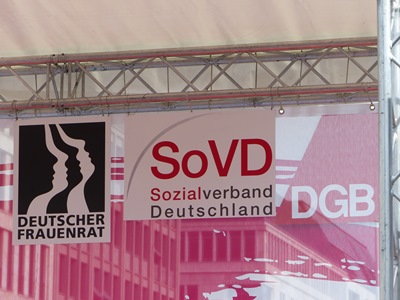 DEUTSCHER
FRAUENRAT
SoVD
Sozialverband
Deutschland
DGB